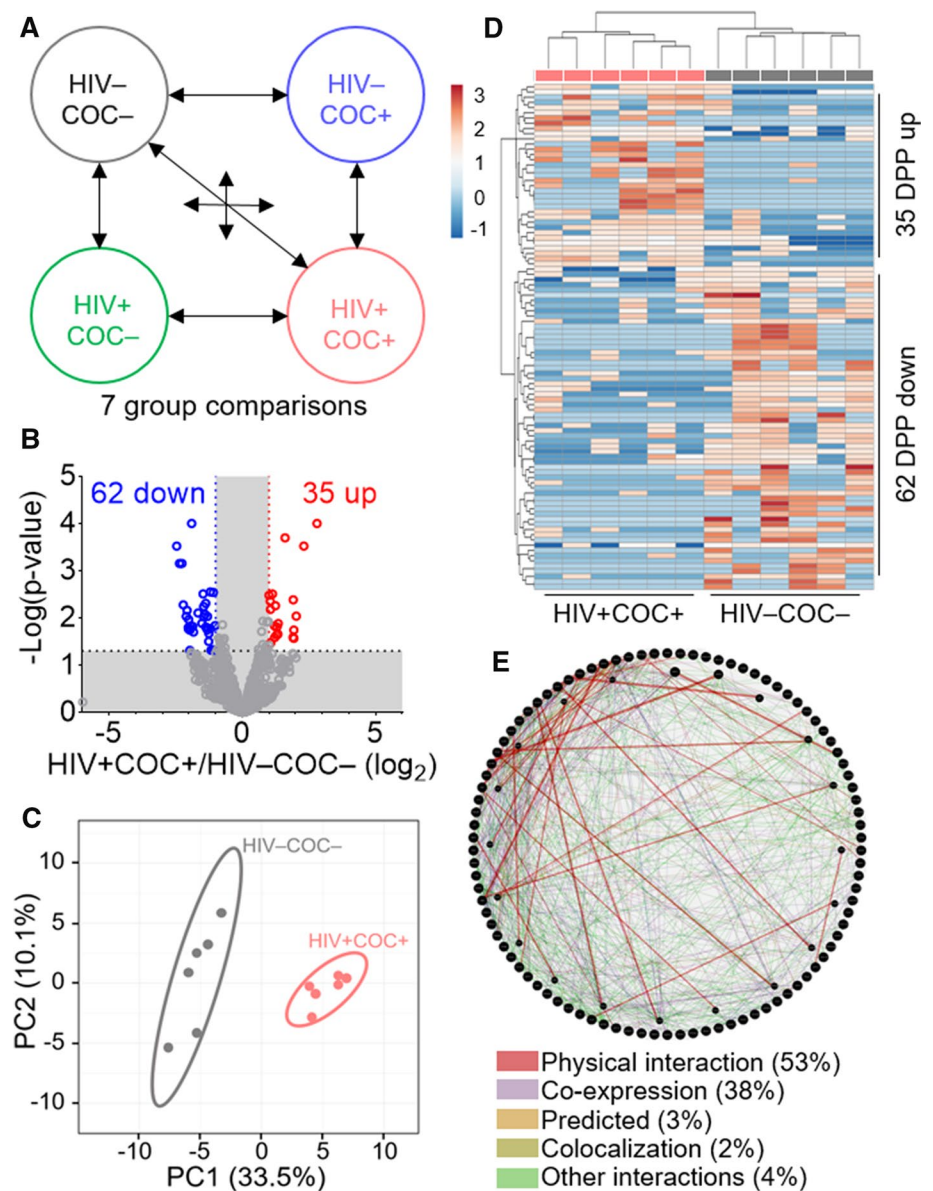 A
HIV–
COC–
HIV–
COC+
HIV+
COC–
HIV+
COC+
7 group comparisons
B
5
4
3
2
1
0
-Log(p-value)
62 down
35 up
-5
0
5
HIV+COC+/HIV–COC– (log2)
C
HIV–COC–
HIV+COC+
10
5
0
-5
-10
PC2 (10.1%)
-10
-5
0
5
10
PC1 (33.5%)
D
3
2
1
0
-1
35 DPP up
62 DPP down
HIV+COC+
HIV–COC–
E
Physical interaction (53%)
Co-expression (38%)
Predicted (3%)
Colocalization (2%)
Other interactions (4%)